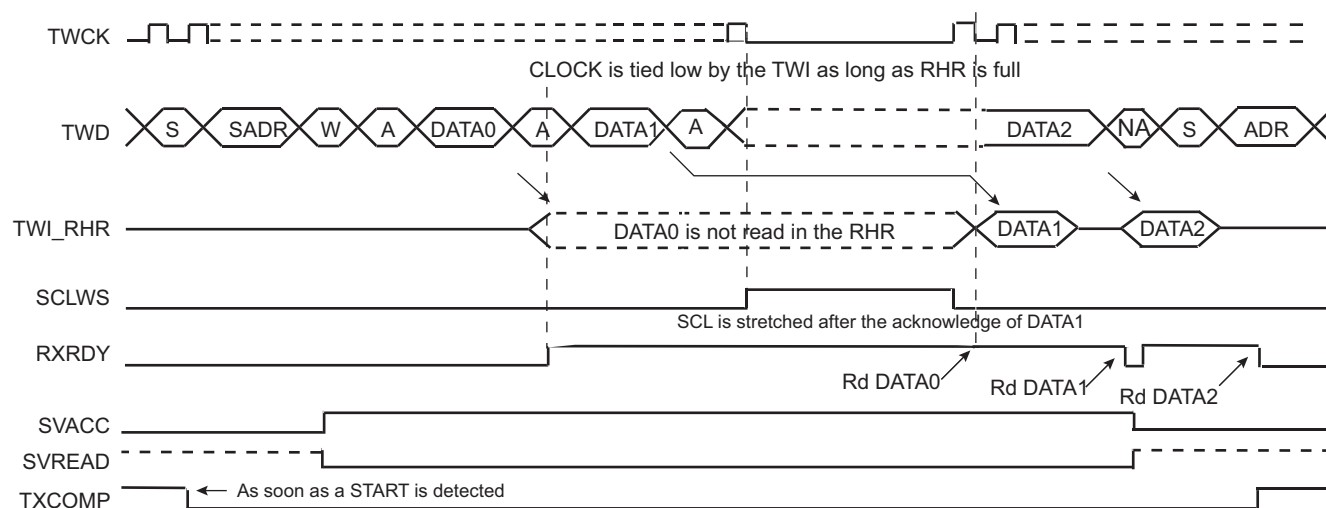 TWCK
CLOCK is tied low by the TWI as long as RHR is full
TWD S SADR W A DATA0 A DATA1 A DATA2 NA S ADR
TWI_RHR DATA0 is not read in the RHR DATA1 DATA2
SCLWS
SCL is stretched after the acknowledge of DATA1
RXRDY
Rd DATA0 Rd DATA1 Rd DATA2
SVACC
SVREAD
TXCOMP As soon as a START is detected